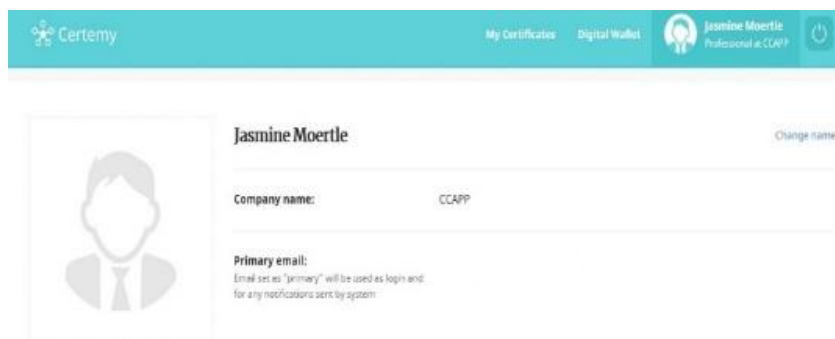 Certemy
My Certificates Digital Wallet
Jasmine Moertle
Professional at CCAPP
Jasmine Moertle
Change name
Company name: CCAPP
Primary email:
Email set as "primary" will be used as login and
for any notifications sent by system